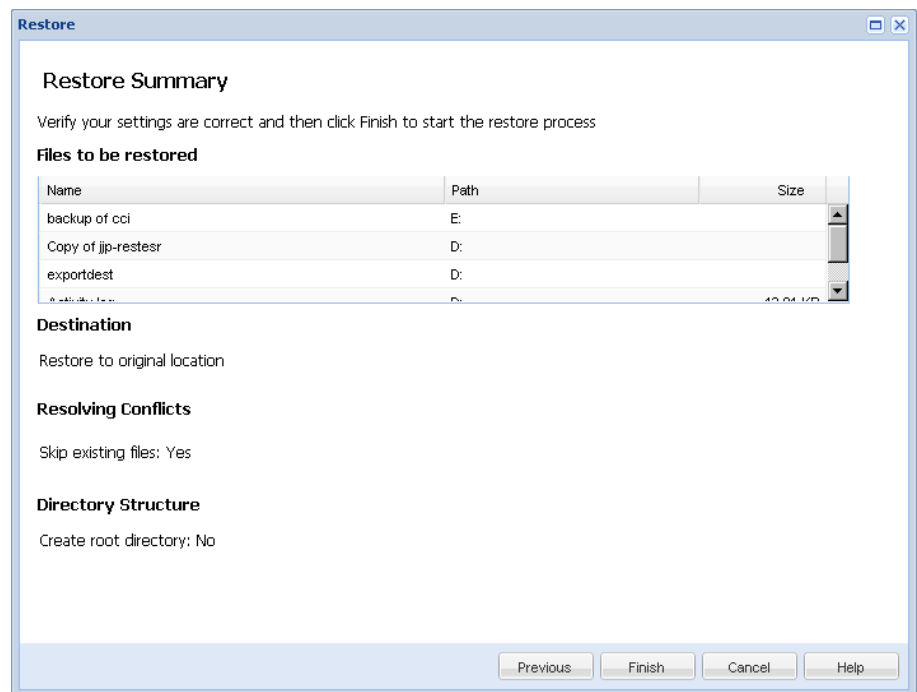 Restore
Restore Summary
Verify your settings are correct and then click Finish to start the restore process
Files to be restored
Name Path Size
backup of cci E:
Copy of jjp-restesr D:
exportdest D:
Destination
Restore to original location
Resolving Conflicts
Skip existing files: Yes
Directory Structure
Create root directory: No
Previous Finish Cancel Help